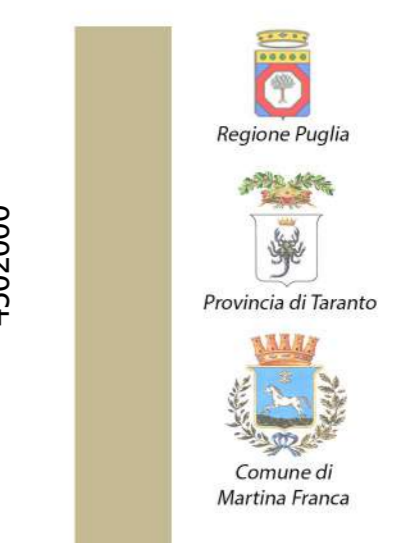 Regione Puglia
Provincia di Taranto
Comune di
Martina Franca